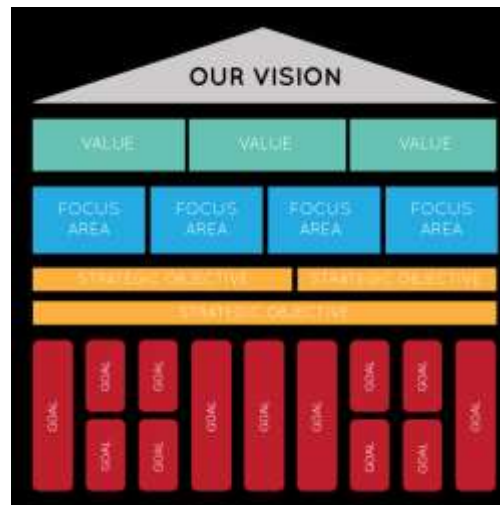 OUR VISION
VALUE VALUE VALUE
FOCUS FOCUS FOCUS FOCUS
AREA AREA AREA AREA
STRATEGIC OBJECTIVE STRATEGIC OBJECTIVE
STRATEGIC OBJECTIVE
GOAL GOAL GOAL GOAL GOAL GOAL GOAL GOAL GOAL
GOAL GOAL GOAL GOAL